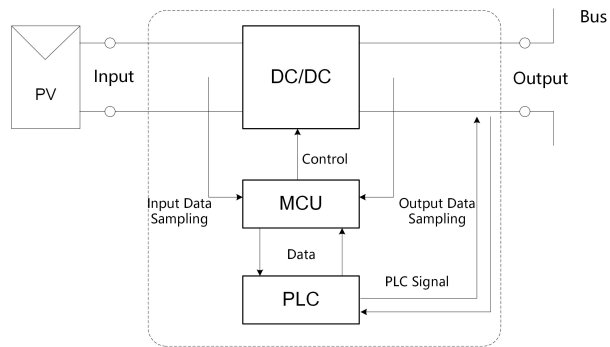 Bus
PV
Input
DC/DC
Output
Control
Input Data
Sampling
MCU
Output Data
Sampling
Data
PLC
PLC Signal